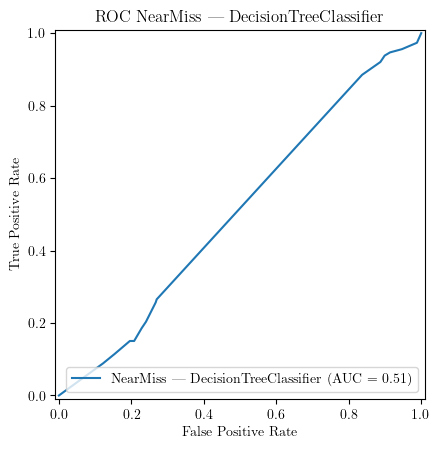 ROC NearMiss — DecisionTreeClassifier
True Positive Rate
1.0
0.8
0.6
0.4
0.2
0.0
NearMiss — DecisionTreeClassifier (AUC = 0.51)
0.0 0.2 0.4 0.6 0.8 1.0
False Positive Rate